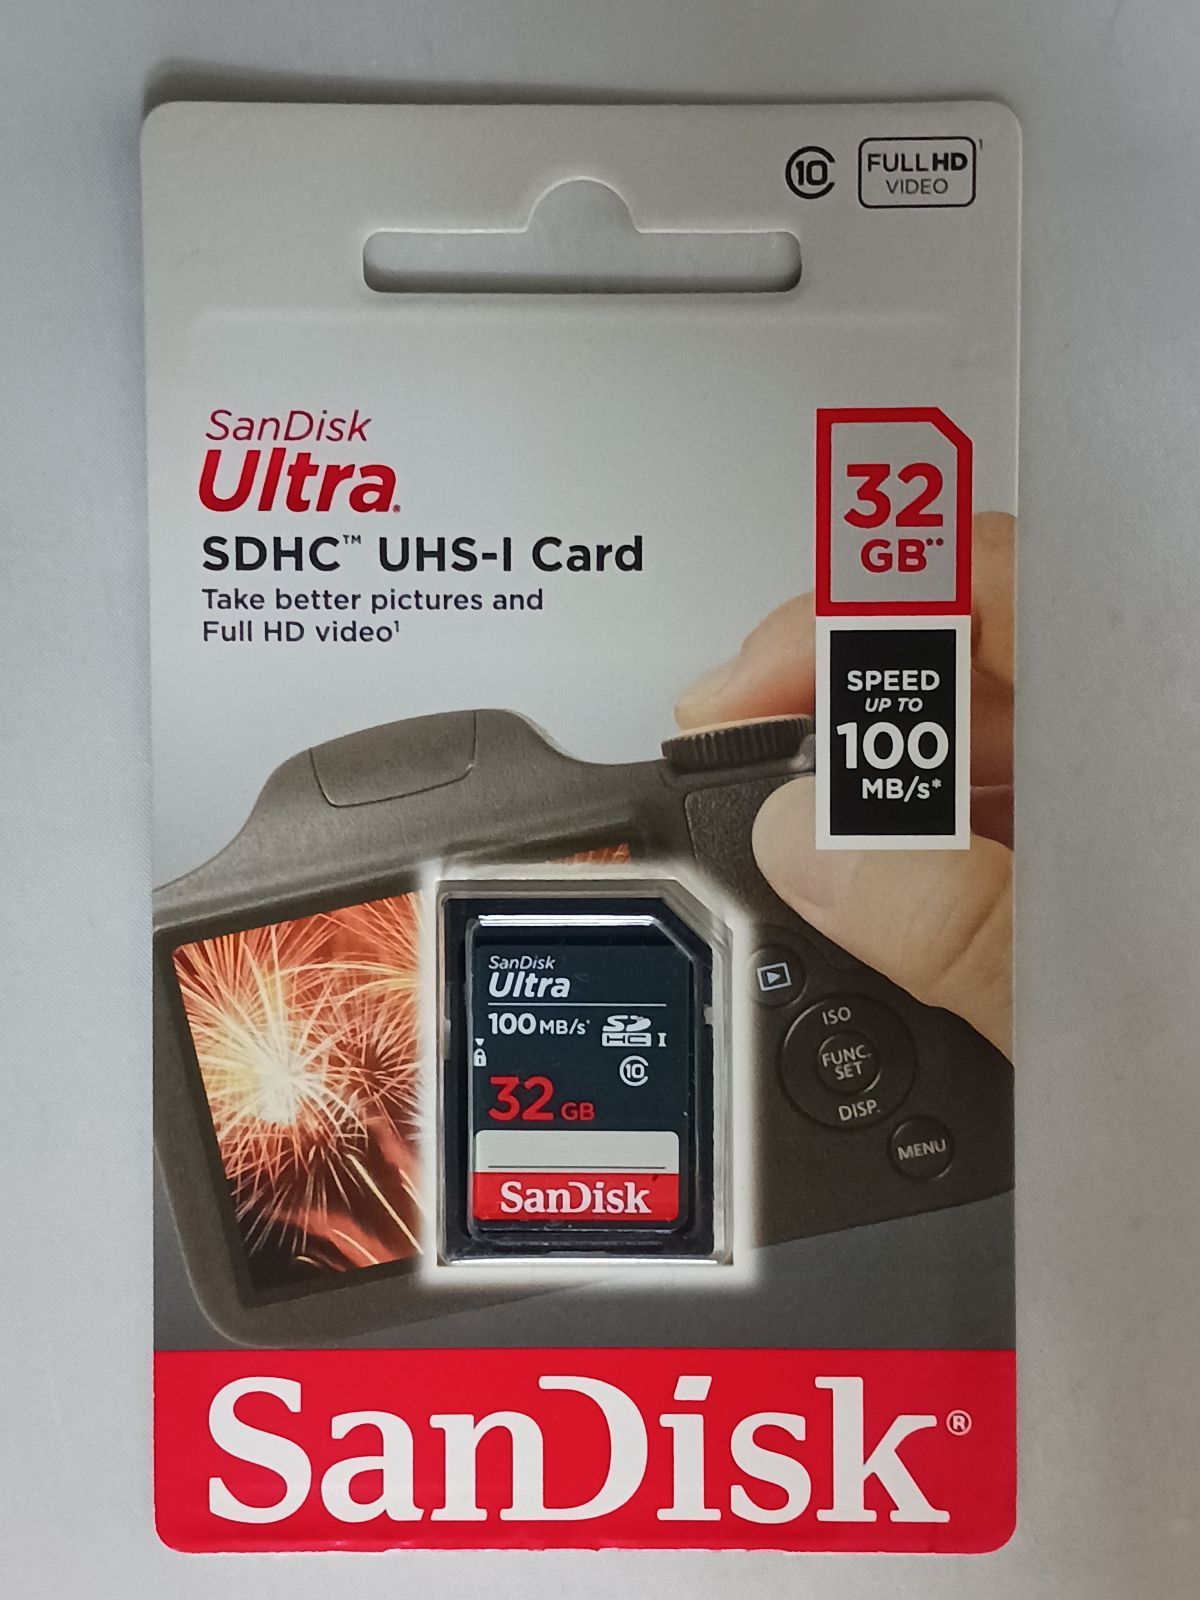 10
FULL HD¹
VIDEO
SanDisk
Ultra®
SDHC™ UHS-I Card
Take better pictures and
Full HD video¹
32
GB**
SPEED
UP TO
100
MB/s*
SanDisk
Ultra
100 MB/s*
SD
HC I
10
32 GB
SanDisk
ISO
FUNC.
SET
DISP.
MENU
SanDisk®